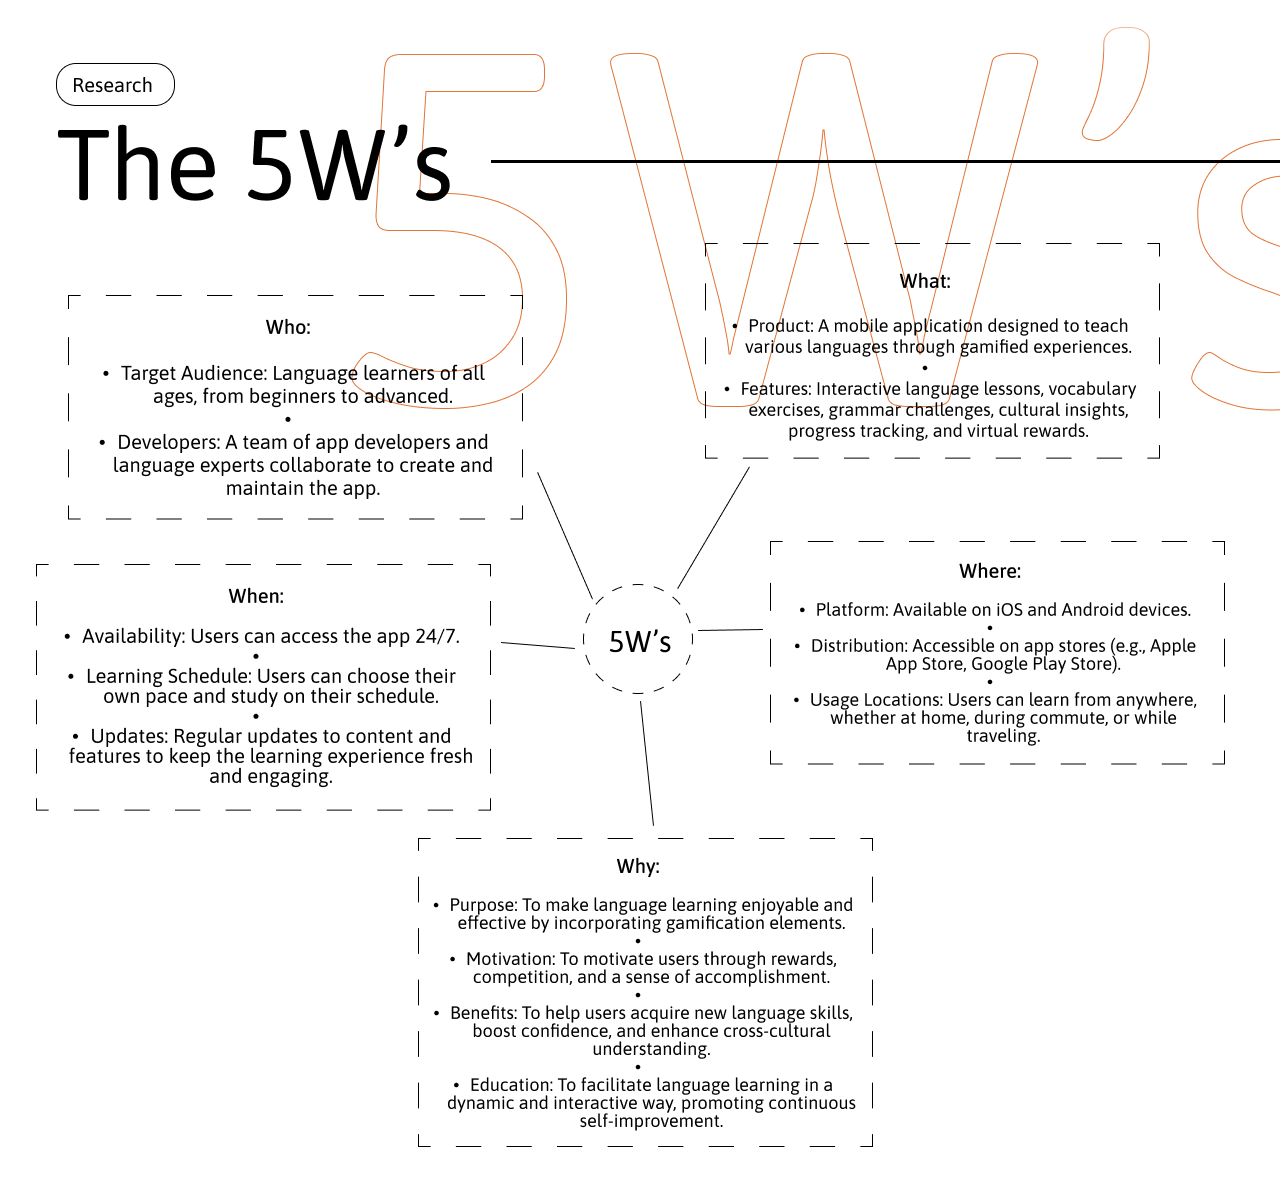 Research
The 5W's
5W's
Who:
• Target Audience: Language learners of all
ages, from beginners to advanced.
•
• Developers: A team of app developers and
language experts collaborate to create and
maintain the app.
What:
• Product: A mobile application designed to teach
various languages through gamified experiences.
•
• Features: Interactive language lessons, vocabulary
exercises, grammar challenges, cultural insights,
progress tracking, and virtual rewards.
When:
• Availability: Users can access the app 24/7.
•
• Learning Schedule: Users can choose their
own pace and study on their schedule.
•
• Updates: Regular updates to content and
features to keep the learning experience fresh
and engaging.
5W's
Where:
• Platform: Available on iOS and Android devices.
•
• Distribution: Accessible on app stores (e.g., Apple
App Store, Google Play Store).
•
• Usage Locations: Users can learn from anywhere,
whether at home, during commute, or while
traveling.
Why:
• Purpose: To make language learning enjoyable and
effective by incorporating gamification elements.
•
• Motivation: To motivate users through rewards,
competition, and a sense of accomplishment.
•
• Benefits: To help users acquire new language skills,
boost confidence, and enhance cross-cultural
understanding.
•
• Education: To facilitate language learning in a
dynamic and interactive way, promoting continuous
self-improvement.